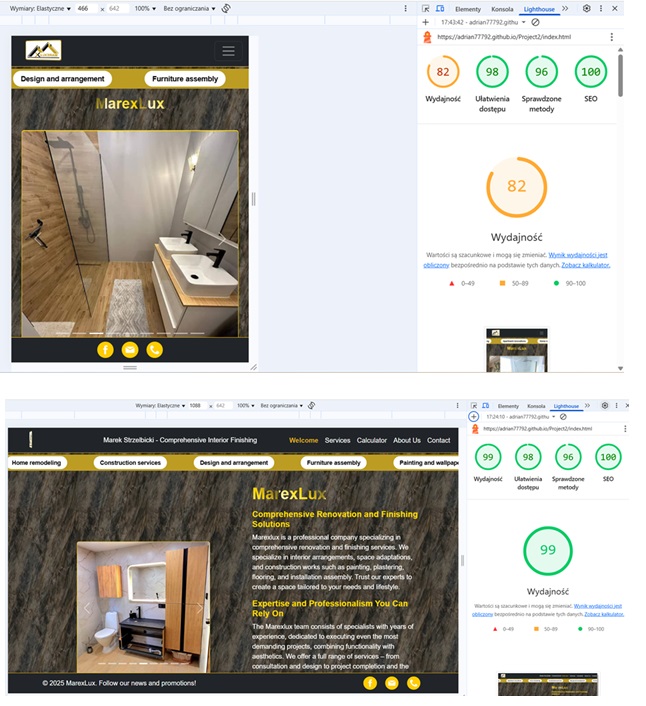 Wymiary: Elastyczne ▼ 466 × 642 100% ▼ Bez ograniczania ▼
Elementy Konsola Lighthouse
17:43:42 - adrian77792.githu
https://adrian77792.github.io/Project2/index.html
82 98 96 100
Wydajność Ułatwienia dostępu Sprawdzone metody SEO
82
Wydajność
Wartości są szacunkowe i mogą się zmieniać. Wynik wydajności jest
obliczony bezpośrednio na podstawie tych danych. Zobacz kalkulator.
0–49 50–89 90–100
Design and arrangement Furniture assembly
MarexLux
Wymiary: Elastyczne ▼ 1088 × 642 100% ▼ Bez ograniczania ▼
Elementy Konsola Lighthouse
17:24:10 - adrian77792.githu
https://adrian77792.github.io/Project2/index.html
99 98 96 100
Wydajność Ułatwienia dostępu Sprawdzone metody SEO
99
Wydajność
Wartości są szacunkowe i mogą się zmieniać. Wynik wydajności jest
obliczony bezpośrednio na podstawie tych danych. Zobacz kalkulator.
0–49 50–89 90–100
Marek Strzelbicki - Comprehensive Interior Finishing Welcome Services Calculator About Us Contact
Home remodeling Construction services Design and arrangement Furniture assembly Painting and wallpape
MarexLux
Comprehensive Renovation and Finishing
Solutions
Marexlux is a professional company specializing in
comprehensive renovation and finishing services. We
specialize in interior arrangements, space adaptations,
and construction works such as painting, plastering,
flooring, and installation assembly. Trust our experts to
create a space tailored to your needs and lifestyle.
Expertise and Professionalism You Can
Rely On
The Marexlux team consists of specialists with years of
experience, dedicated to executing even the most
demanding projects, combining functionality with
aesthetics. We offer a full range of services – from
consultation and design to project completion and the
© 2025 MarexLux. Follow our news and promotions!